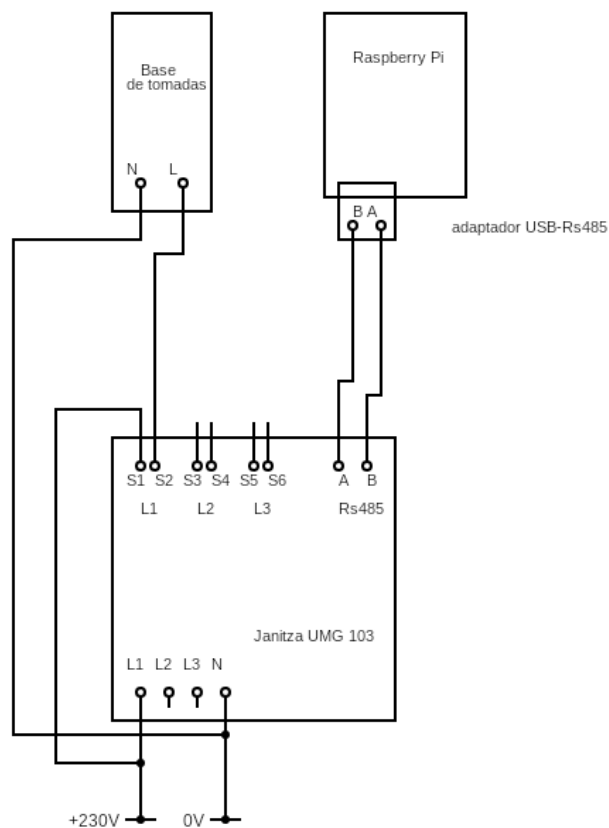 Base
de tomadas
Raspberry Pi
N L
B A
adaptador USB-Rs485
S1 S2 S3 S4 S5 S6 A B
L1 L2 L3 Rs485
Janitza UMG 103
L1 L2 L3 N
+230V 0V